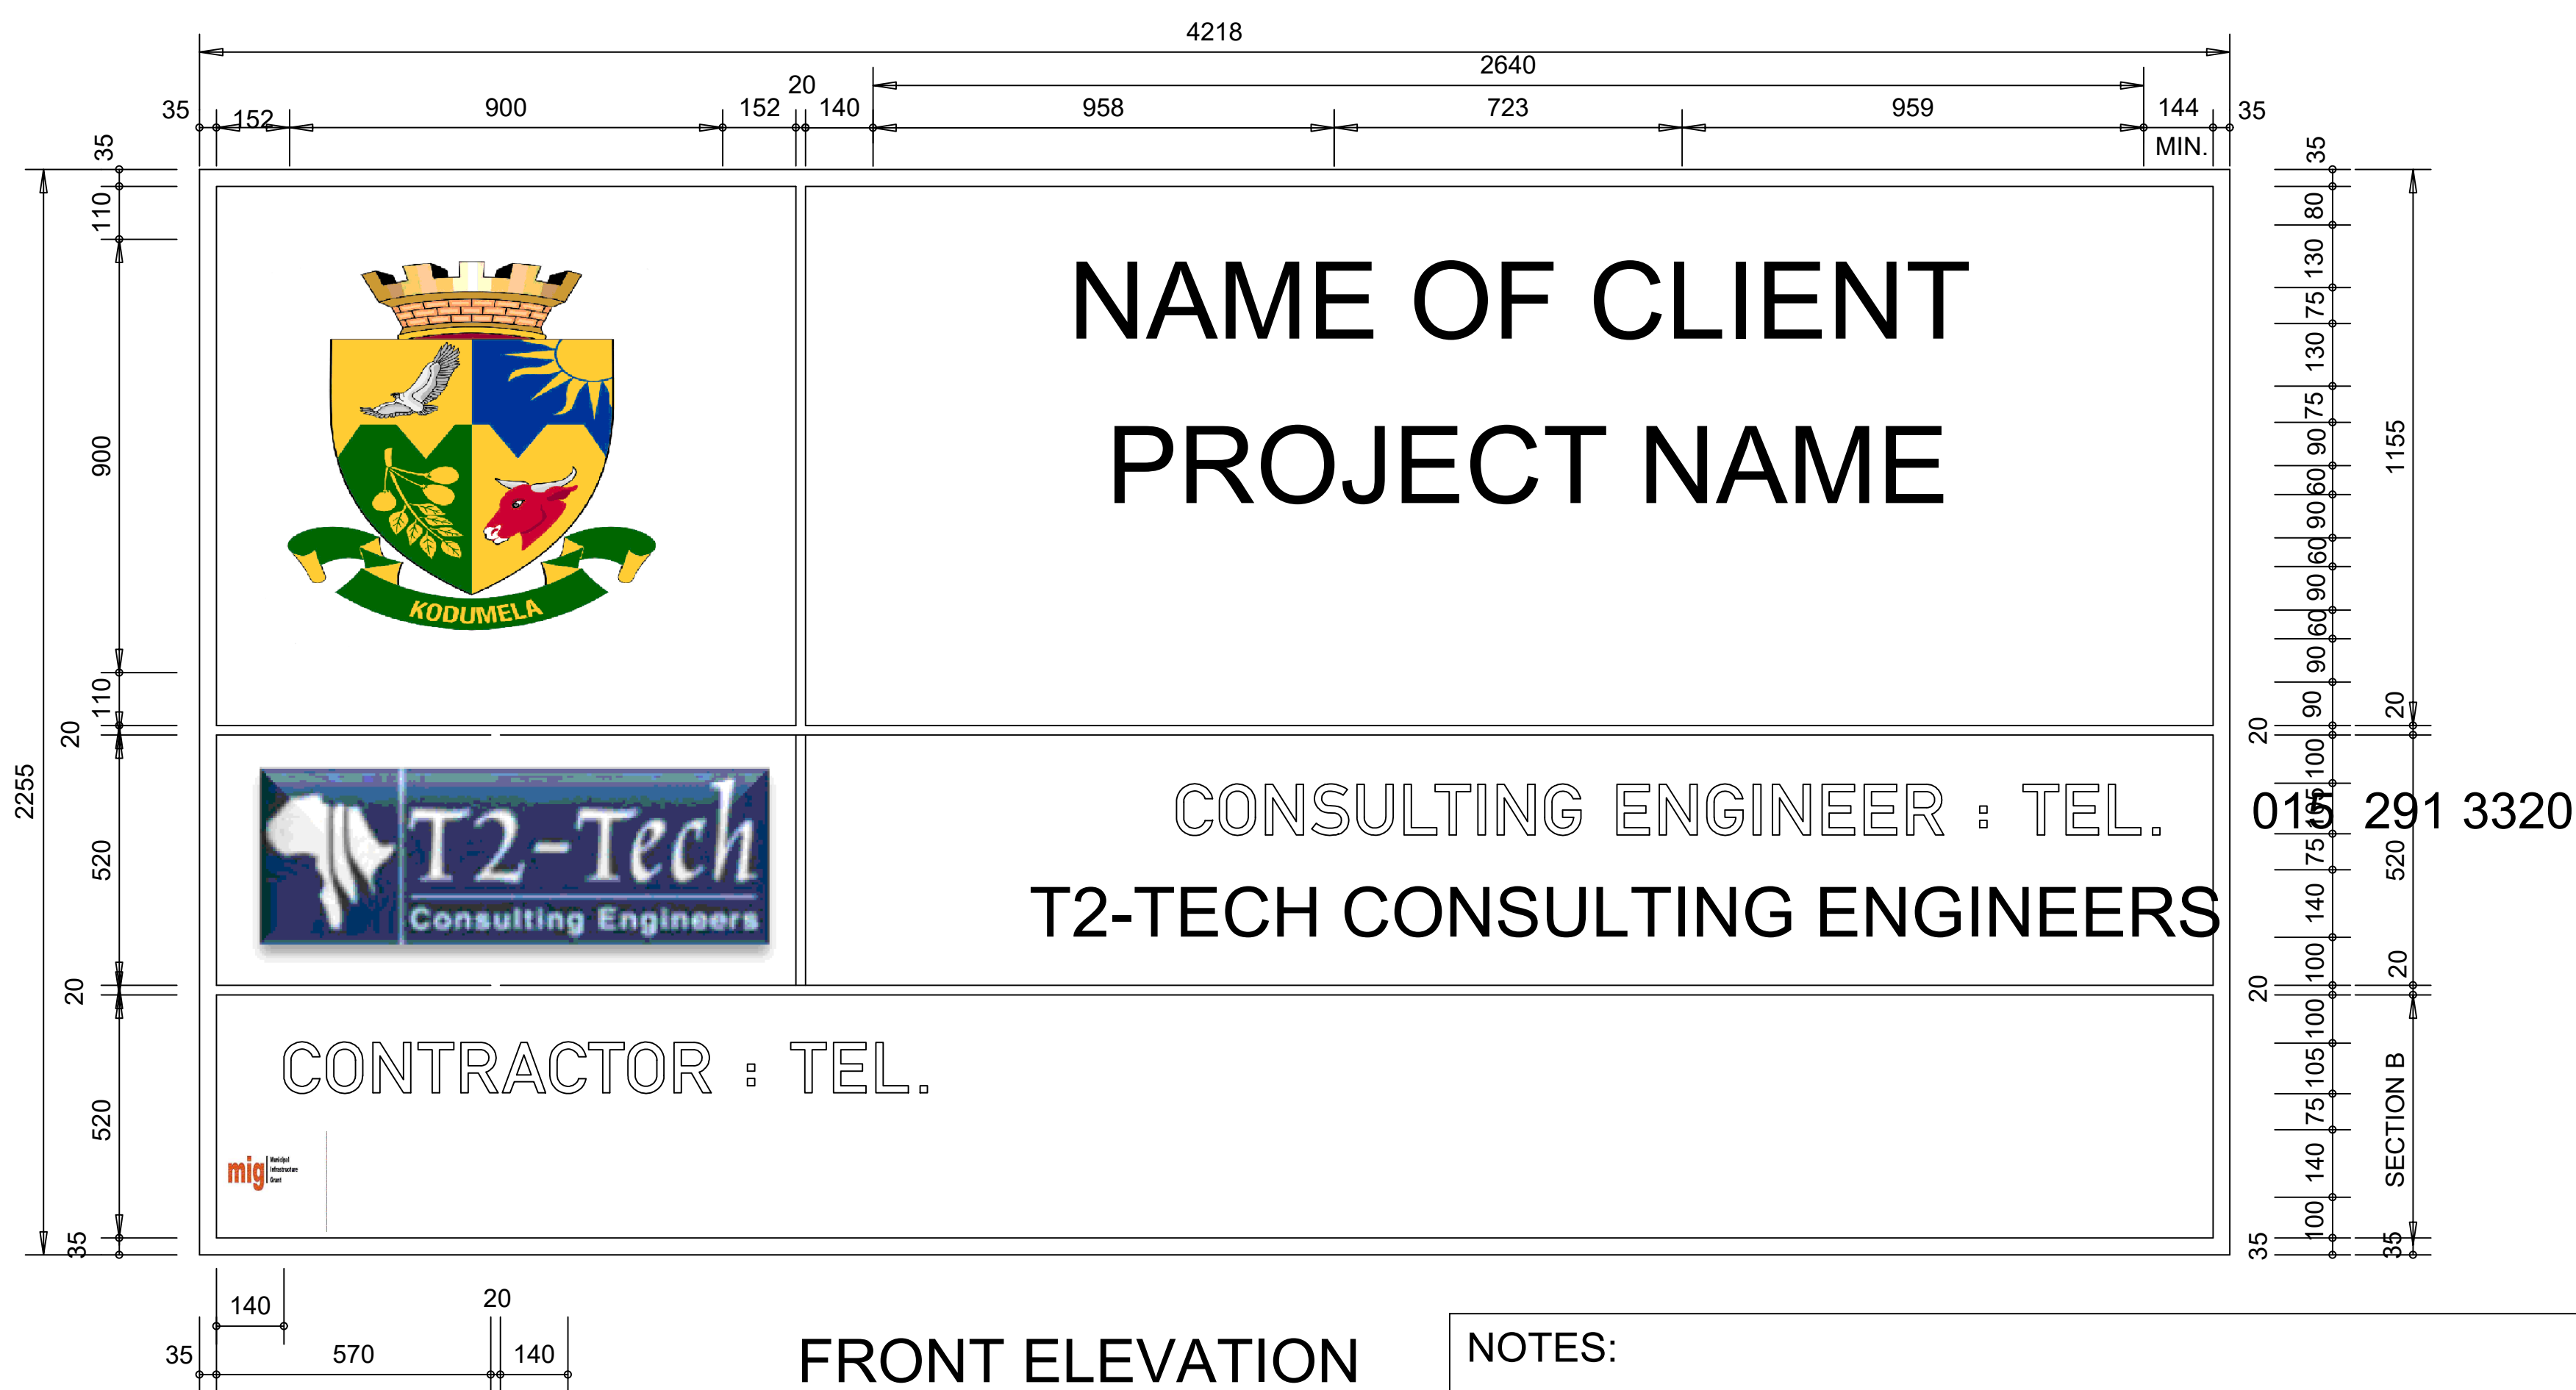 4218
2640
20
35 152 900 152 140 958 723 959 144 35
MIN.
35
110
900
110
20
520
20
520
35
2255
35
80
130
75
130
75
90
60
90
60
90
60
90
90
20
100
105
75
140
100
20
100
105
75
140
100
35
1155
20
520
20
SECTION B
35
NAME OF CLIENT
PROJECT NAME
KODUMELA
T2-Tech
Consulting Engineers
CONSULTING ENGINEER : TEL. 015 291 3320
T2-TECH CONSULTING ENGINEERS
CONTRACTOR : TEL.
mig
Municipal
Infrastructure
Grant
140 20
35 570 140
FRONT ELEVATION
NOTES: